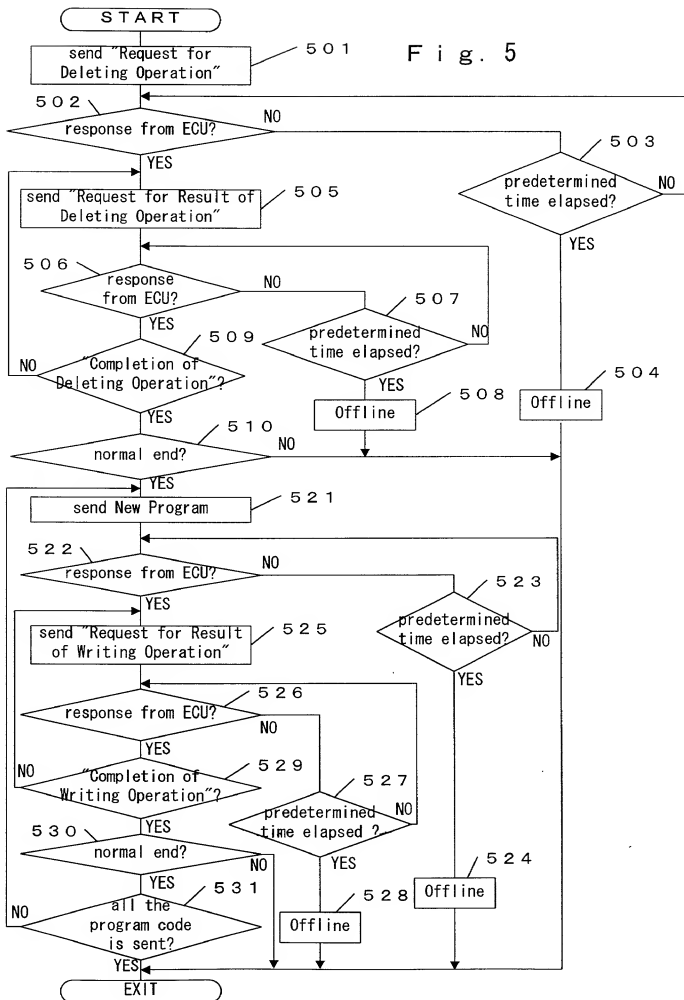 START
send "Request for
Deleting Operation"
501
Fig. 5
502
response from ECU?
NO
YES
503
predetermined
time elapsed?
NO
YES
send "Request for Result of
Deleting Operation"
505
506
response
from ECU?
NO
YES
507
predetermined
time elapsed?
NO
YES
509
"Completion of
Deleting Operation"?
NO
YES
Offline
508
Offline
504
510
normal end?
NO
YES
send New Program
521
522
response from ECU?
NO
YES
523
predetermined
time elapsed?
NO
YES
send "Request for Result
of Writing Operation"
525
526
response from ECU?
NO
YES
529
"Completion of
Writing Operation"?
NO
YES
527
predetermined
time elapsed ?
NO
YES
530
normal end?
NO
YES
531
all the
program code
is sent?
NO
YES
Offline
528
Offline
524
EXIT